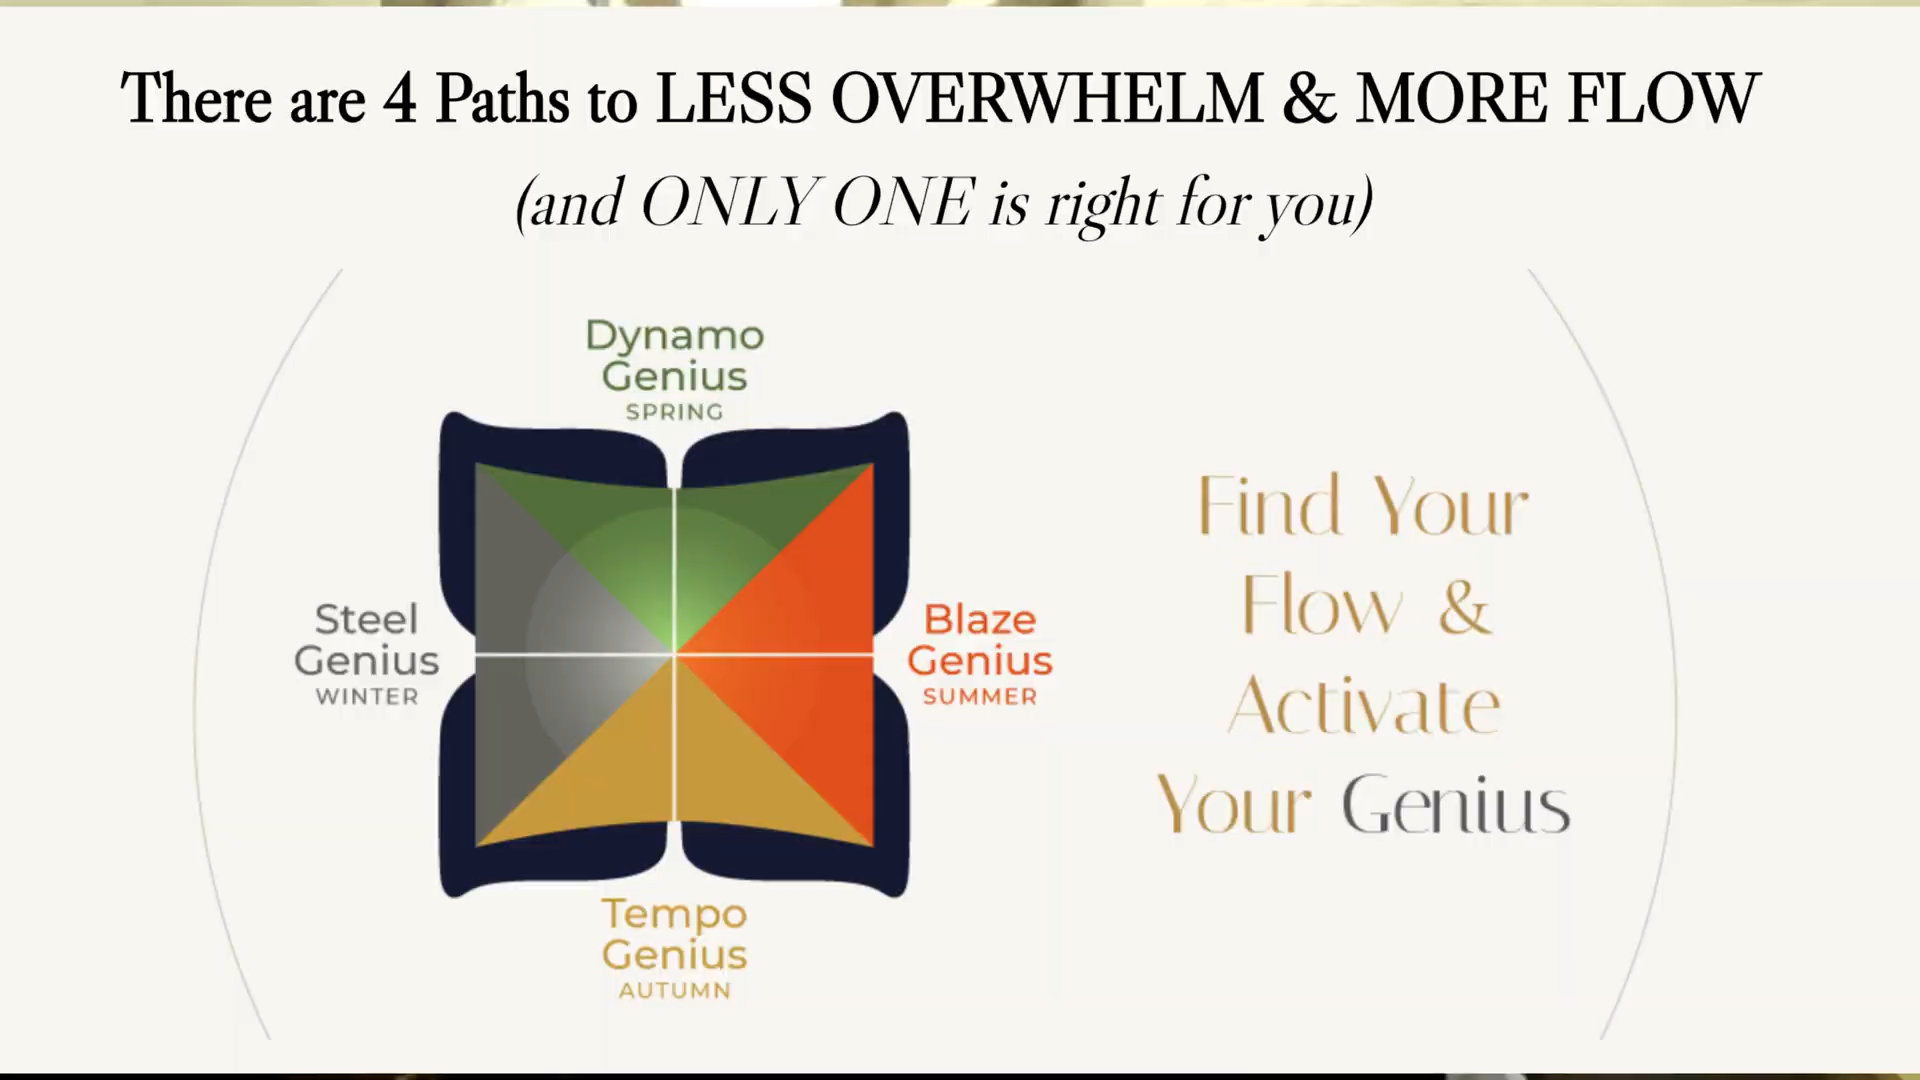 There are 4 Paths to LESS OVERWHELM & MORE FLOW
(and ONLY ONE is right for you)
Dynamo
Genius
SPRING
Steel
Genius
WINTER
Blaze
Genius
SUMMER
Tempo
Genius
AUTUMN
Find Your
Flow &
Activate
Your Genius